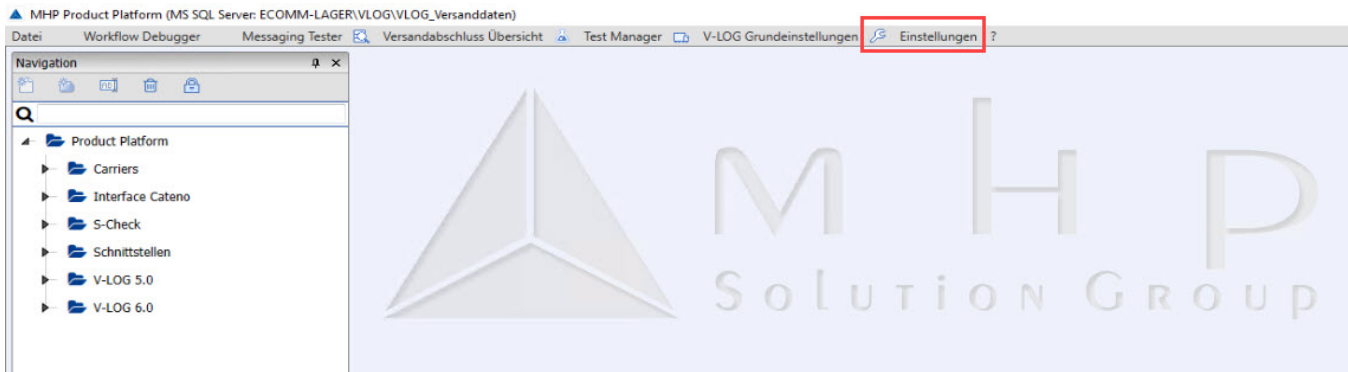 MHP Product Platform (MS SQL Server: ECOMM-LAGER\VLOG\VLOG_Versanddaten)
Datei Workflow Debugger Messaging Tester Versandabschluss Übersicht Test Manager V-LOG Grundeinstellungen Einstellungen ?
Navigation
Product Platform
Carriers
Interface Cateno
S-Check
Schnittstellen
V-LOG 5.0
V-LOG 6.0
MHP
Solution Group